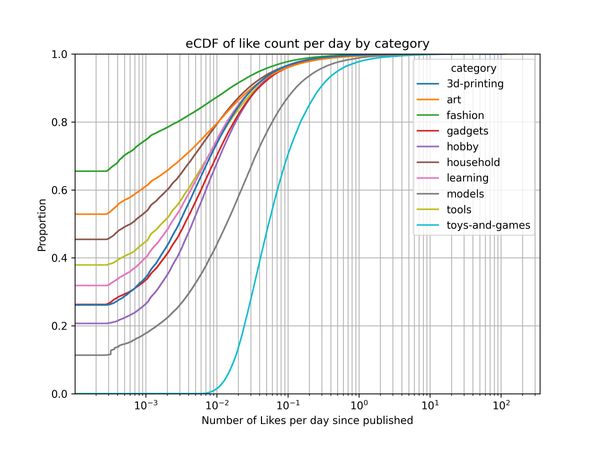 eCDF of like count per day by category
1.0
0.8
0.6
0.4
0.2
0.0
Proportion
category
3d-printing
art
fashion
gadgets
hobby
household
learning
models
tools
toys-and-games
10⁻³ 10⁻² 10⁻¹ 10⁰ 10¹ 10²
Number of Likes per day since published